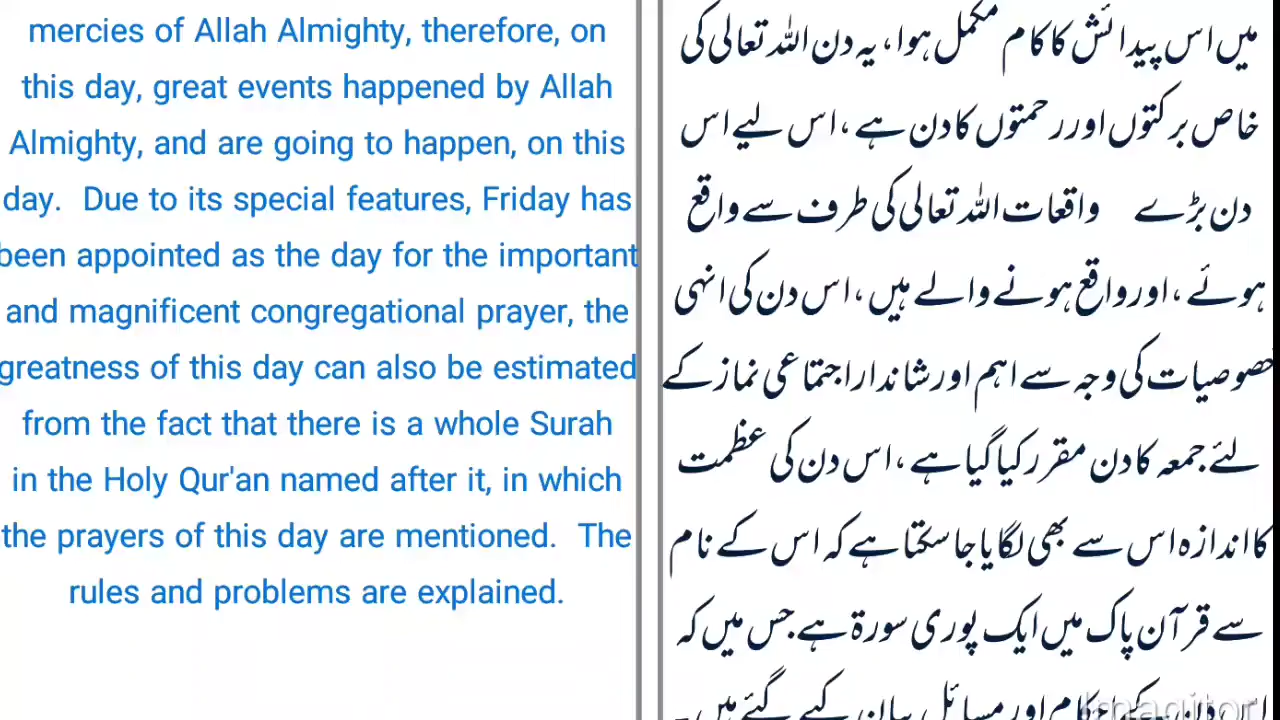 mercies of Allah Almighty, therefore, on
this day, great events happened by Allah
Almighty, and are going to happen, on this
day.  Due to its special features, Friday has
been appointed as the day for the important
and magnificent congregational prayer, the
greatness of this day can also be estimated
from the fact that there is a whole Surah
in the Holy Qur'an named after it, in which
the prayers of this day are mentioned.  The
rules and problems are explained.
میں اس پیدائش کا کام مکمل ہوا، یہ دن اللہ تعالی کی
خاص برکتوں اور رحمتوں کا دن ہے، اس لیے اس
دن بڑے واقعات اللہ تعالی کی طرف سے واقع
ہوئے، اور واقع ہونے والے ہیں، اس دن کی انہی
خصوصیات کی وجہ سے اہم اور شاندار اجتماعی نماز کے
لئے جمعہ کا دن مقرر کیا گیا ہے، اس دن کی عظمت
کا اندازہ اس سے بھی لگایا جا سکتا ہے کہ اس کے نام
سے قرآن پاک میں ایک پوری سورۃ ہے جس میں کہ
اور مسائل بیان کیے گئے ہیں۔